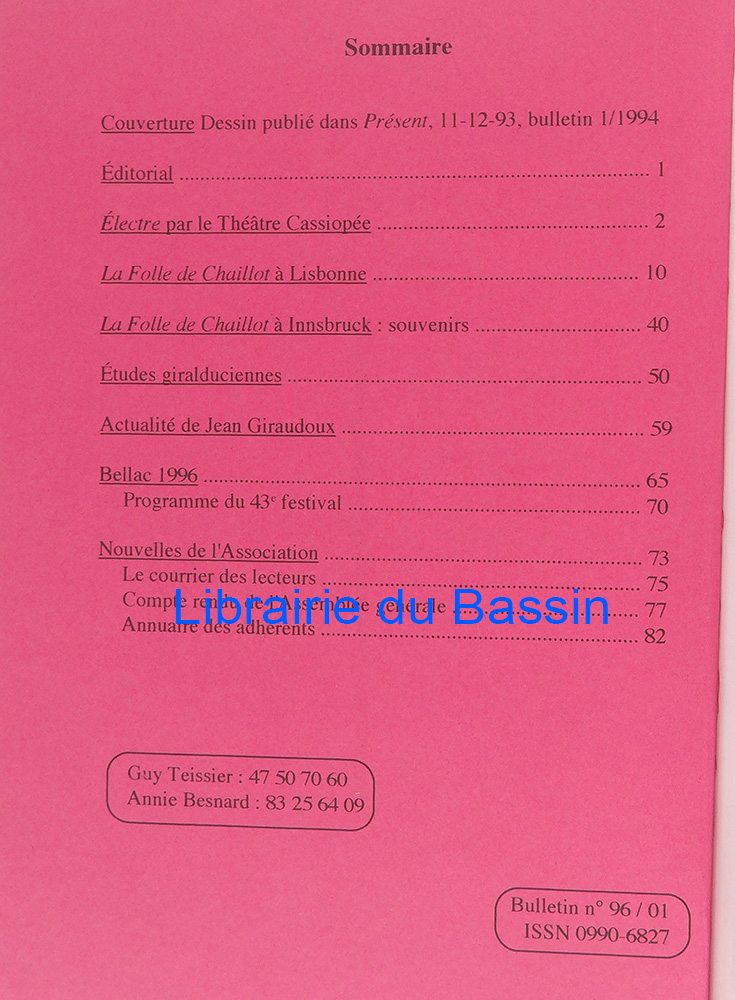 Sommaire
Couverture Dessin publié dans Présent, 11-12-93, bulletin 1/1994
Éditorial ........ 1
Électre par le Théâtre Cassiopée ........ 2
La Folle de Chaillot à Lisbonne ........ 10
La Folle de Chaillot à Innsbruck : souvenirs ........ 40
Études giralduciennes ........ 50
Actualité de Jean Giraudoux ........ 59
Bellac 1996 ........ 65
Programme du 43e festival ........ 70
Nouvelles de l'Association ........ 73
Le courrier des lecteurs ........ 75
Compte rendu de l'Assemblée générale ........ 77
Librairie du Bassin
Annuaire des adhérents ........ 82
Guy Teissier : 47 50 70 60
Annie Besnard : 83 25 64 09
Bulletin n° 96 / 01
ISSN 0990-6827